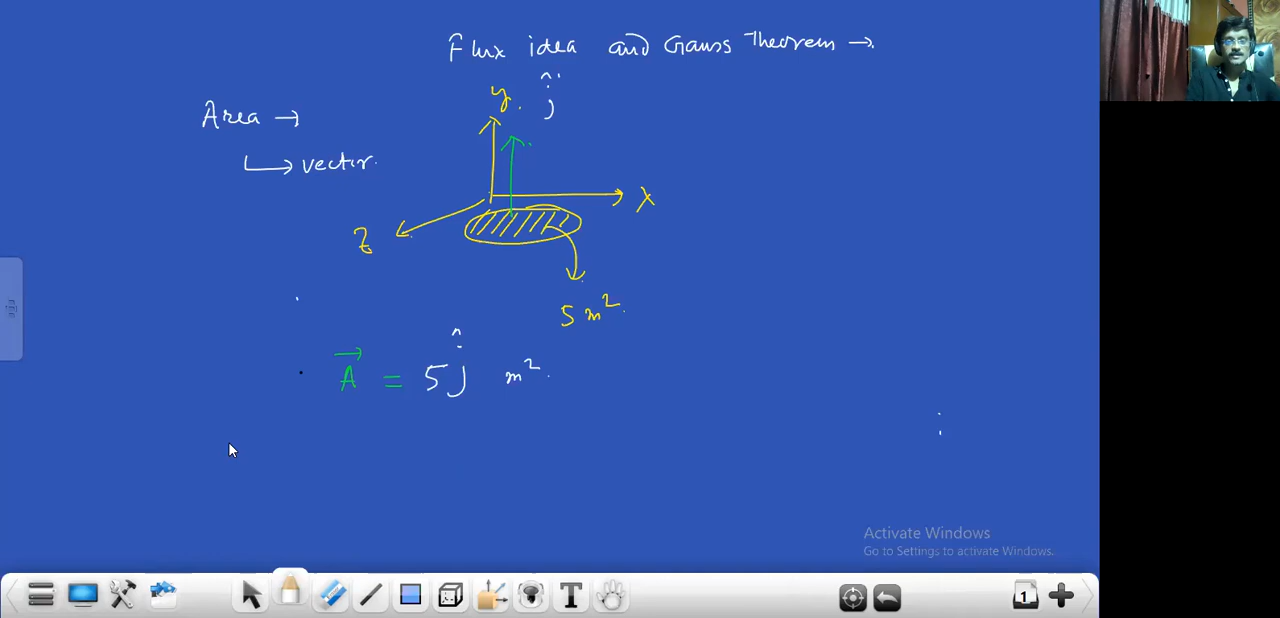 Flux idea and Gauss Theorem →
y ĵ
Area →
↳ vector
X
Z
5 m².
A⃗ = 5ĵ m².
Activate Windows
Go to Settings to activate Windows.
T
1